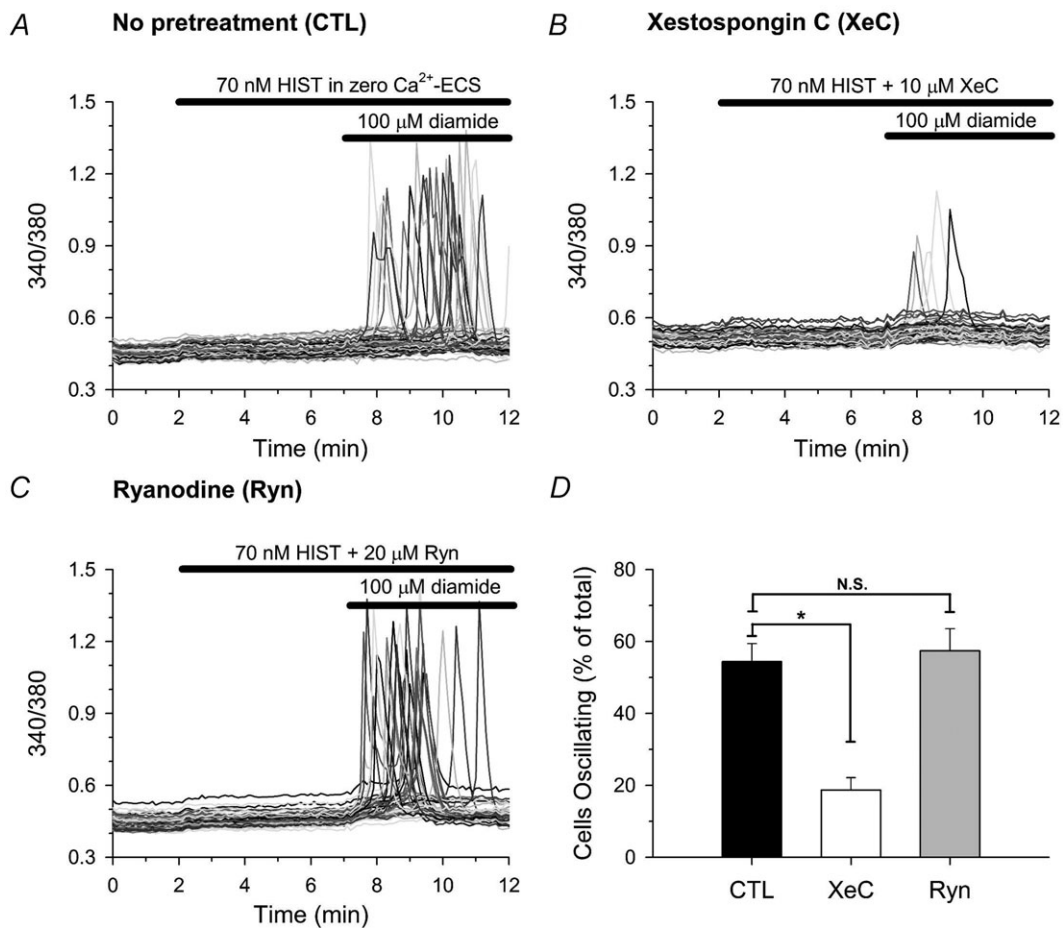 A No pretreatment (CTL)
70 nM HIST in zero Ca²⁺-ECS
100 μM diamide
340/380
1.5
1.2
0.9
0.6
0.3
0 2 4 6 8 10 12
Time (min)
B Xestospongin C (XeC)
70 nM HIST + 10 μM XeC
100 μM diamide
340/380
1.5
1.2
0.9
0.6
0.3
0 2 4 6 8 10 12
Time (min)
C Ryanodine (Ryn)
70 nM HIST + 20 μM Ryn
100 μM diamide
340/380
1.5
1.2
0.9
0.6
0.3
0 2 4 6 8 10 12
Time (min)
D
Cells Oscillating (% of total)
80
60
40
20
0
N.S.
*
CTL XeC Ryn